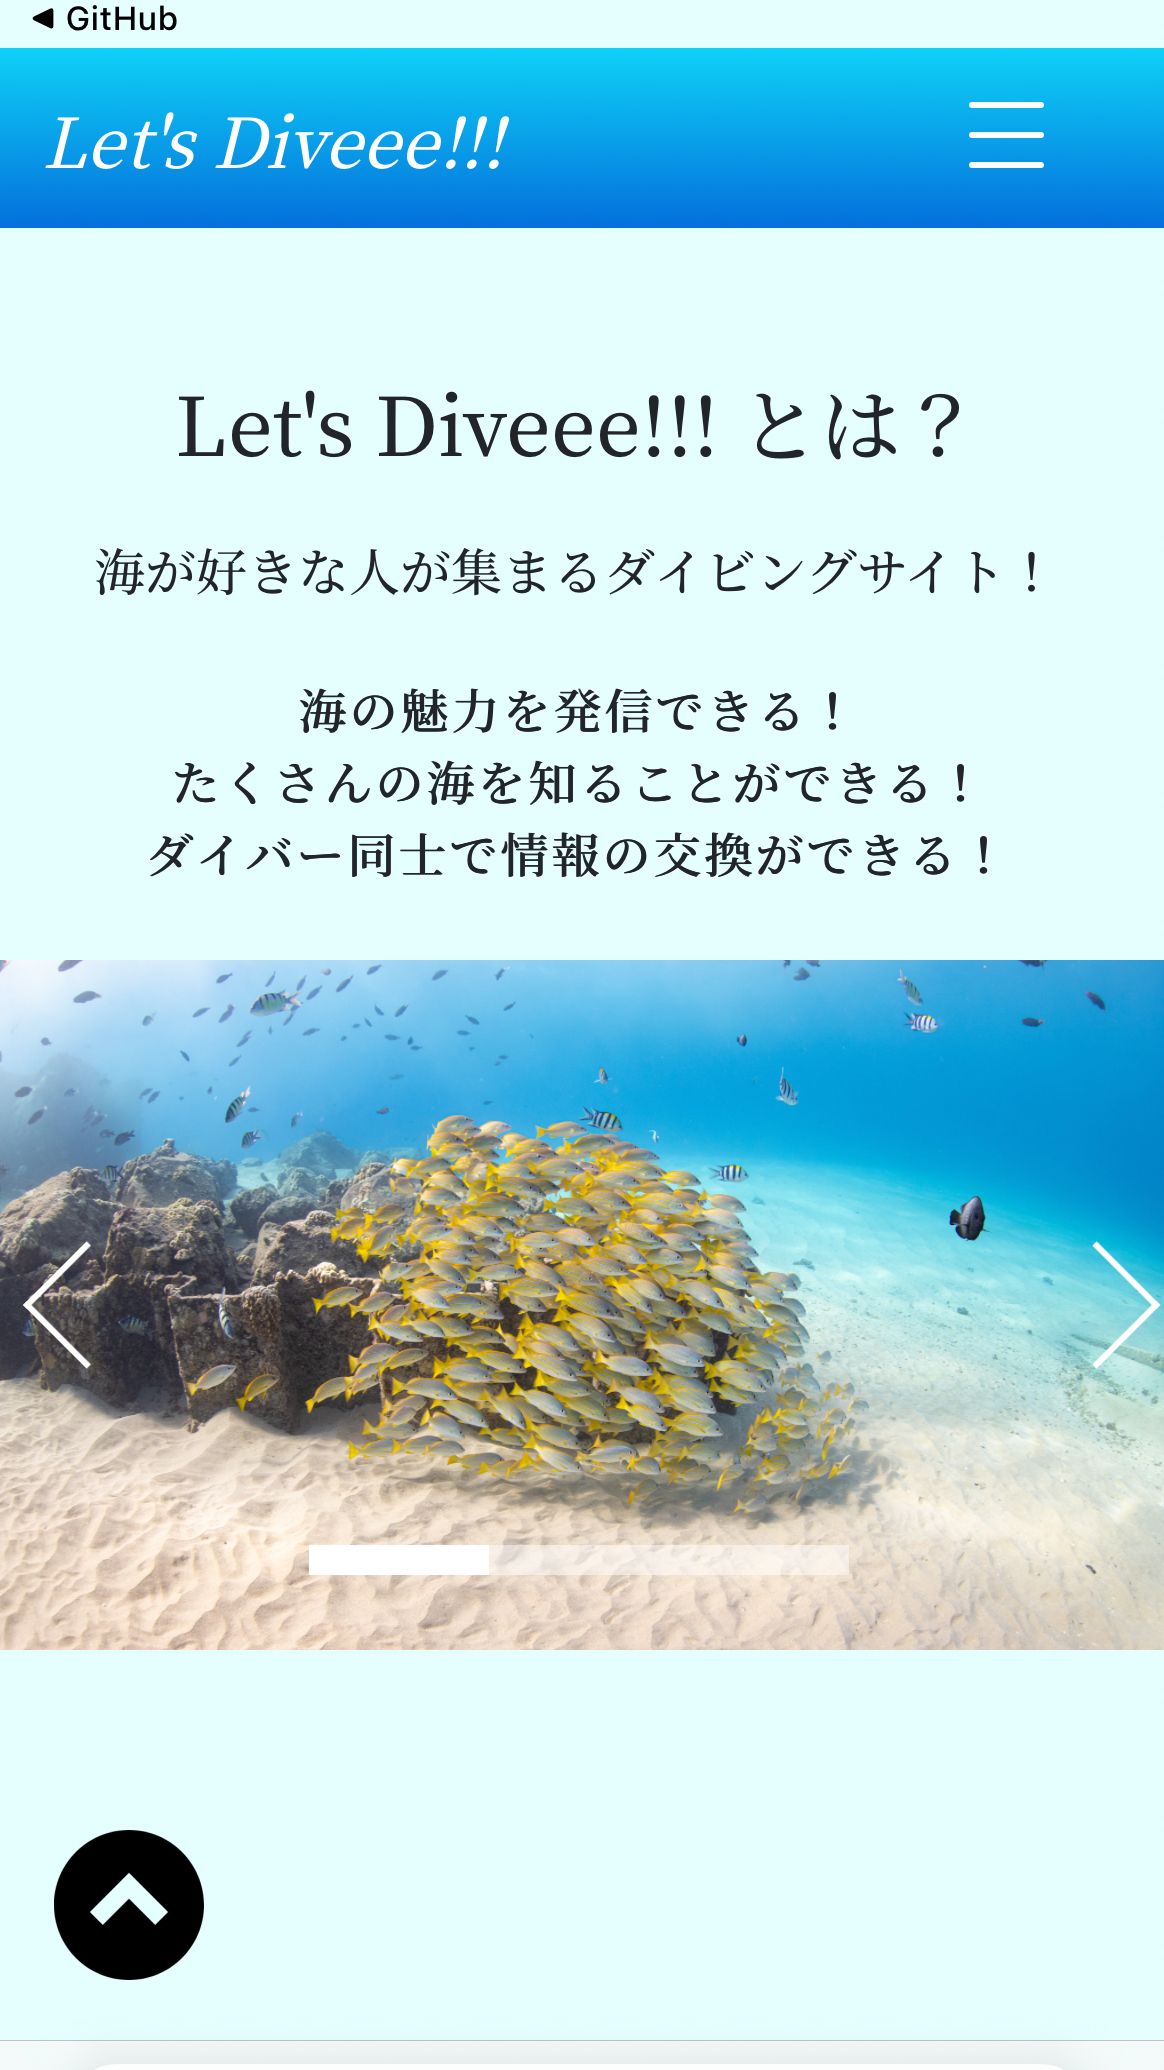 ◀ GitHub
Let's Diveee!!!
Let's Diveee!!! とは？
海が好きな人が集まるダイビングサイト！
海の魅力を発信できる！
たくさんの海を知ることができる！
ダイバー同士で情報の交換ができる！